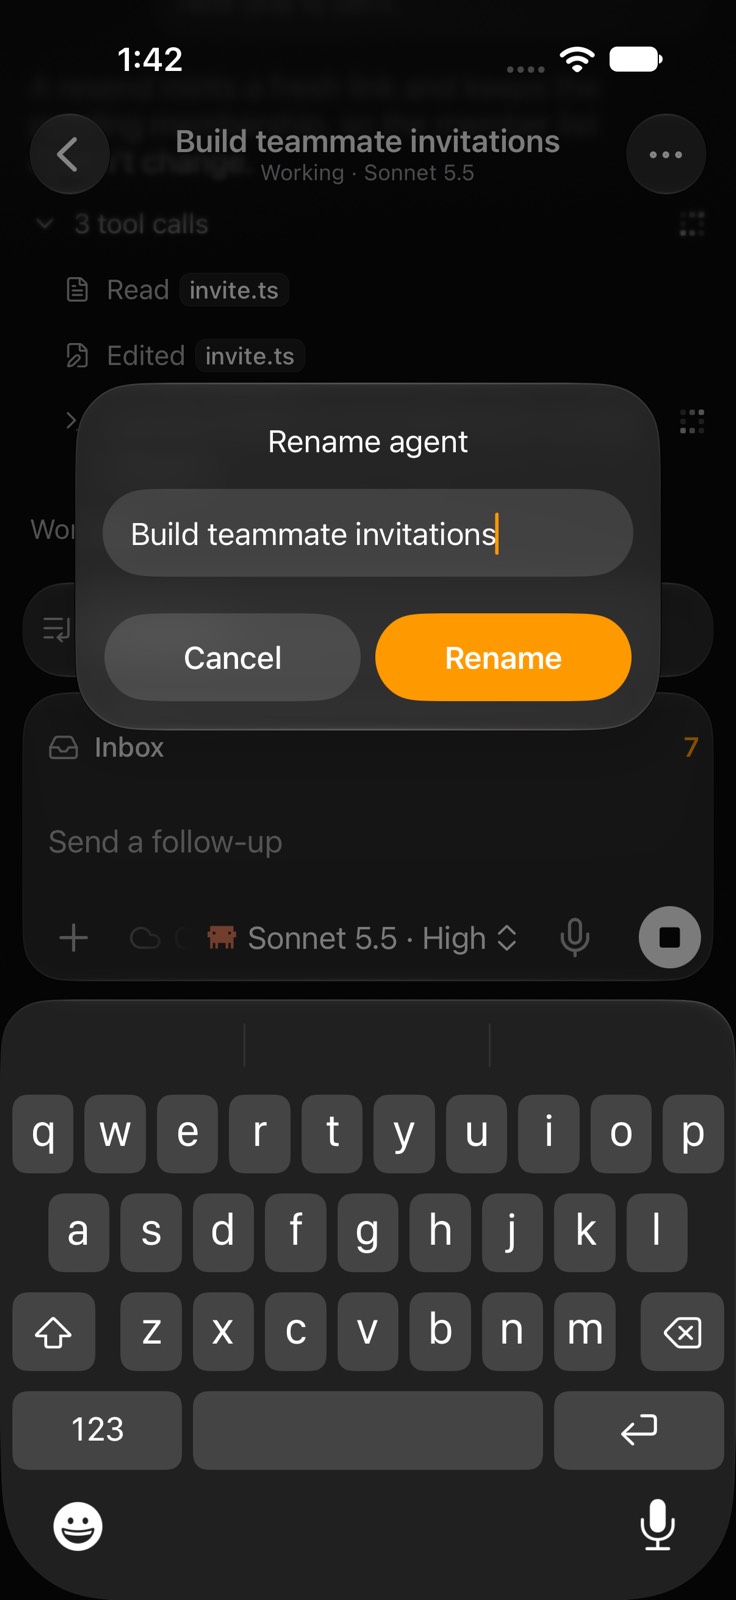 1:42
Build teammate invitations
Working · Sonnet 5.5
3 tool calls
Read invite.ts
Edited invite.ts
Rename agent
Build teammate invitations
Cancel Rename
Inbox 7
Send a follow-up
Sonnet 5.5 · High
q w e r t y u i o p
a s d f g h j k l
z x c v b n m
123